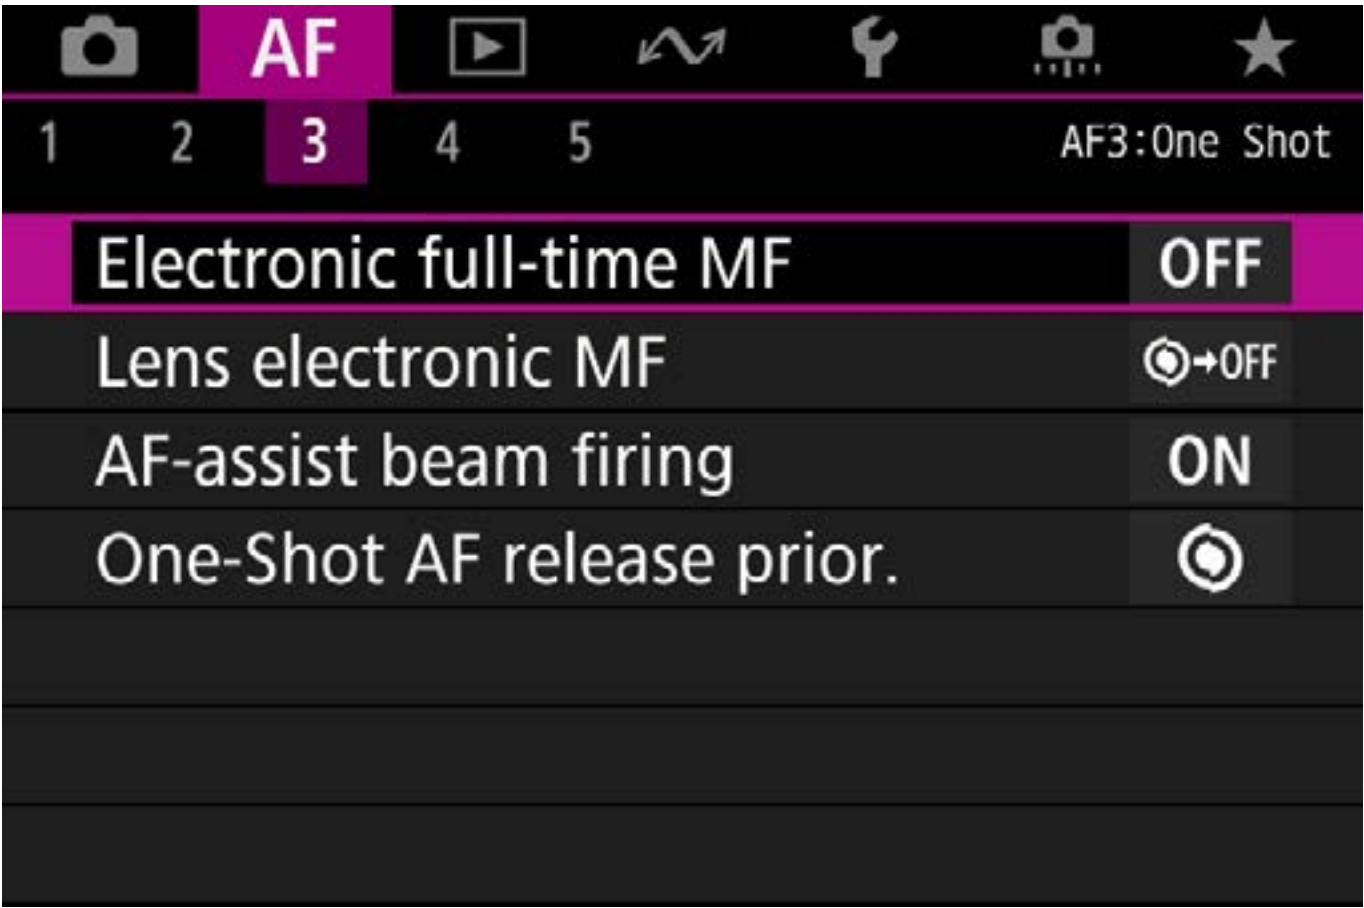 AF
1 2 3 4 5 AF3:One Shot
Electronic full-time MF OFF
Lens electronic MF →OFF
AF-assist beam firing ON
One-Shot AF release prior.